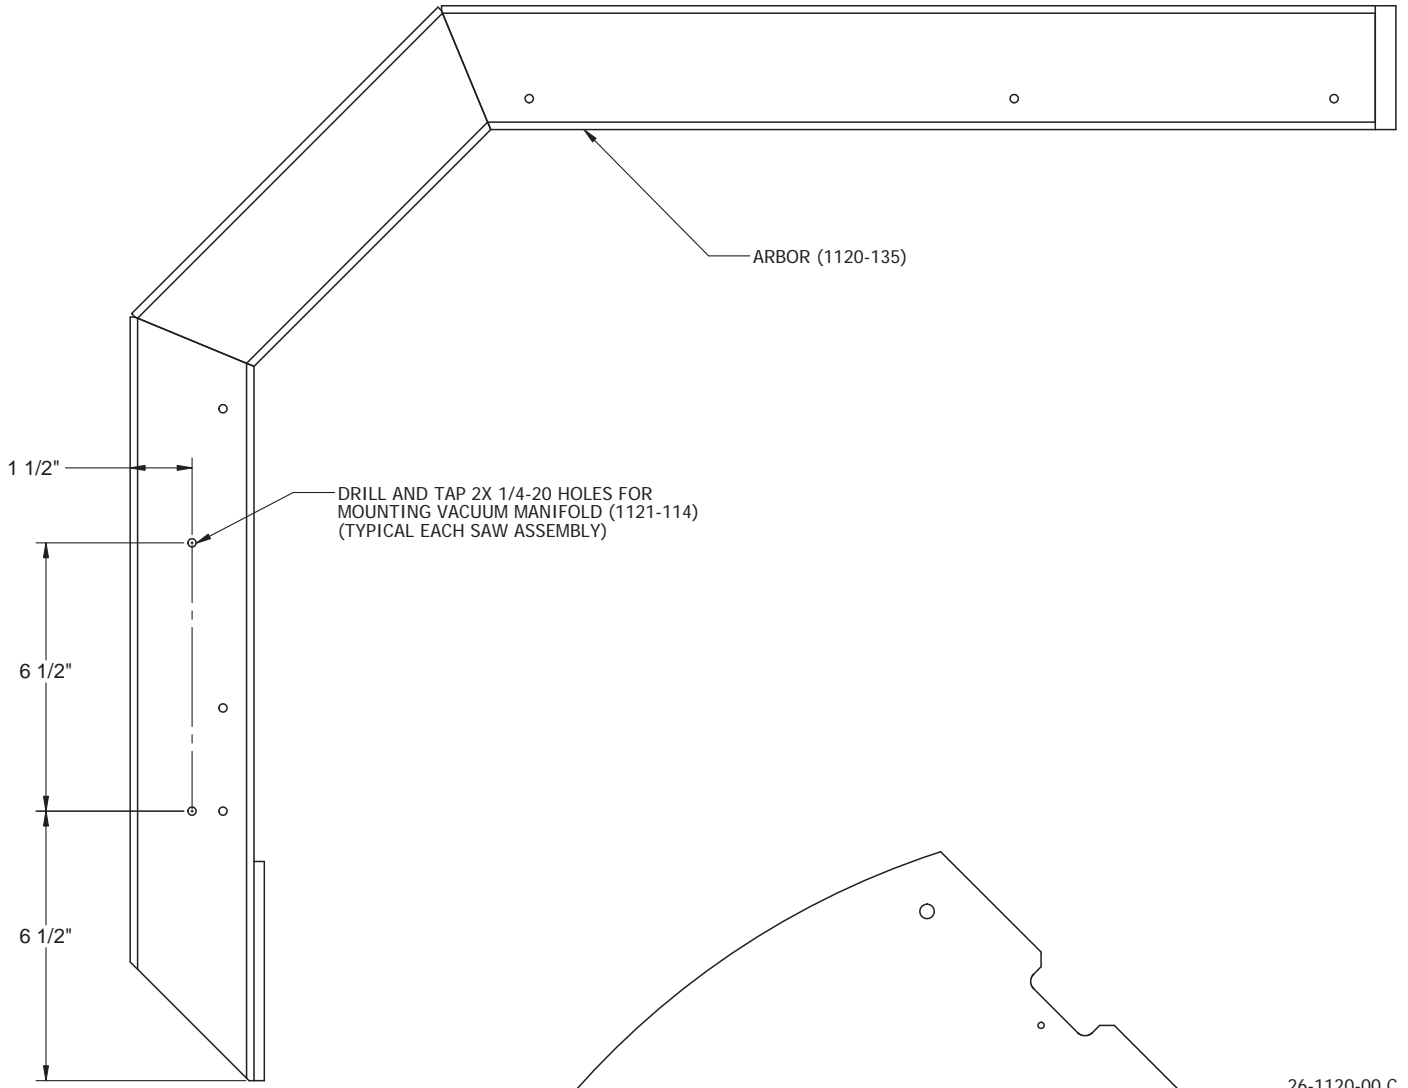 ARBOR (1120-135)
1 1/2"
DRILL AND TAP 2X 1/4-20 HOLES FOR
MOUNTING VACUUM MANIFOLD (1121-114)
(TYPICAL EACH SAW ASSEMBLY)
6 1/2"
6 1/2"
26-1120-00 C